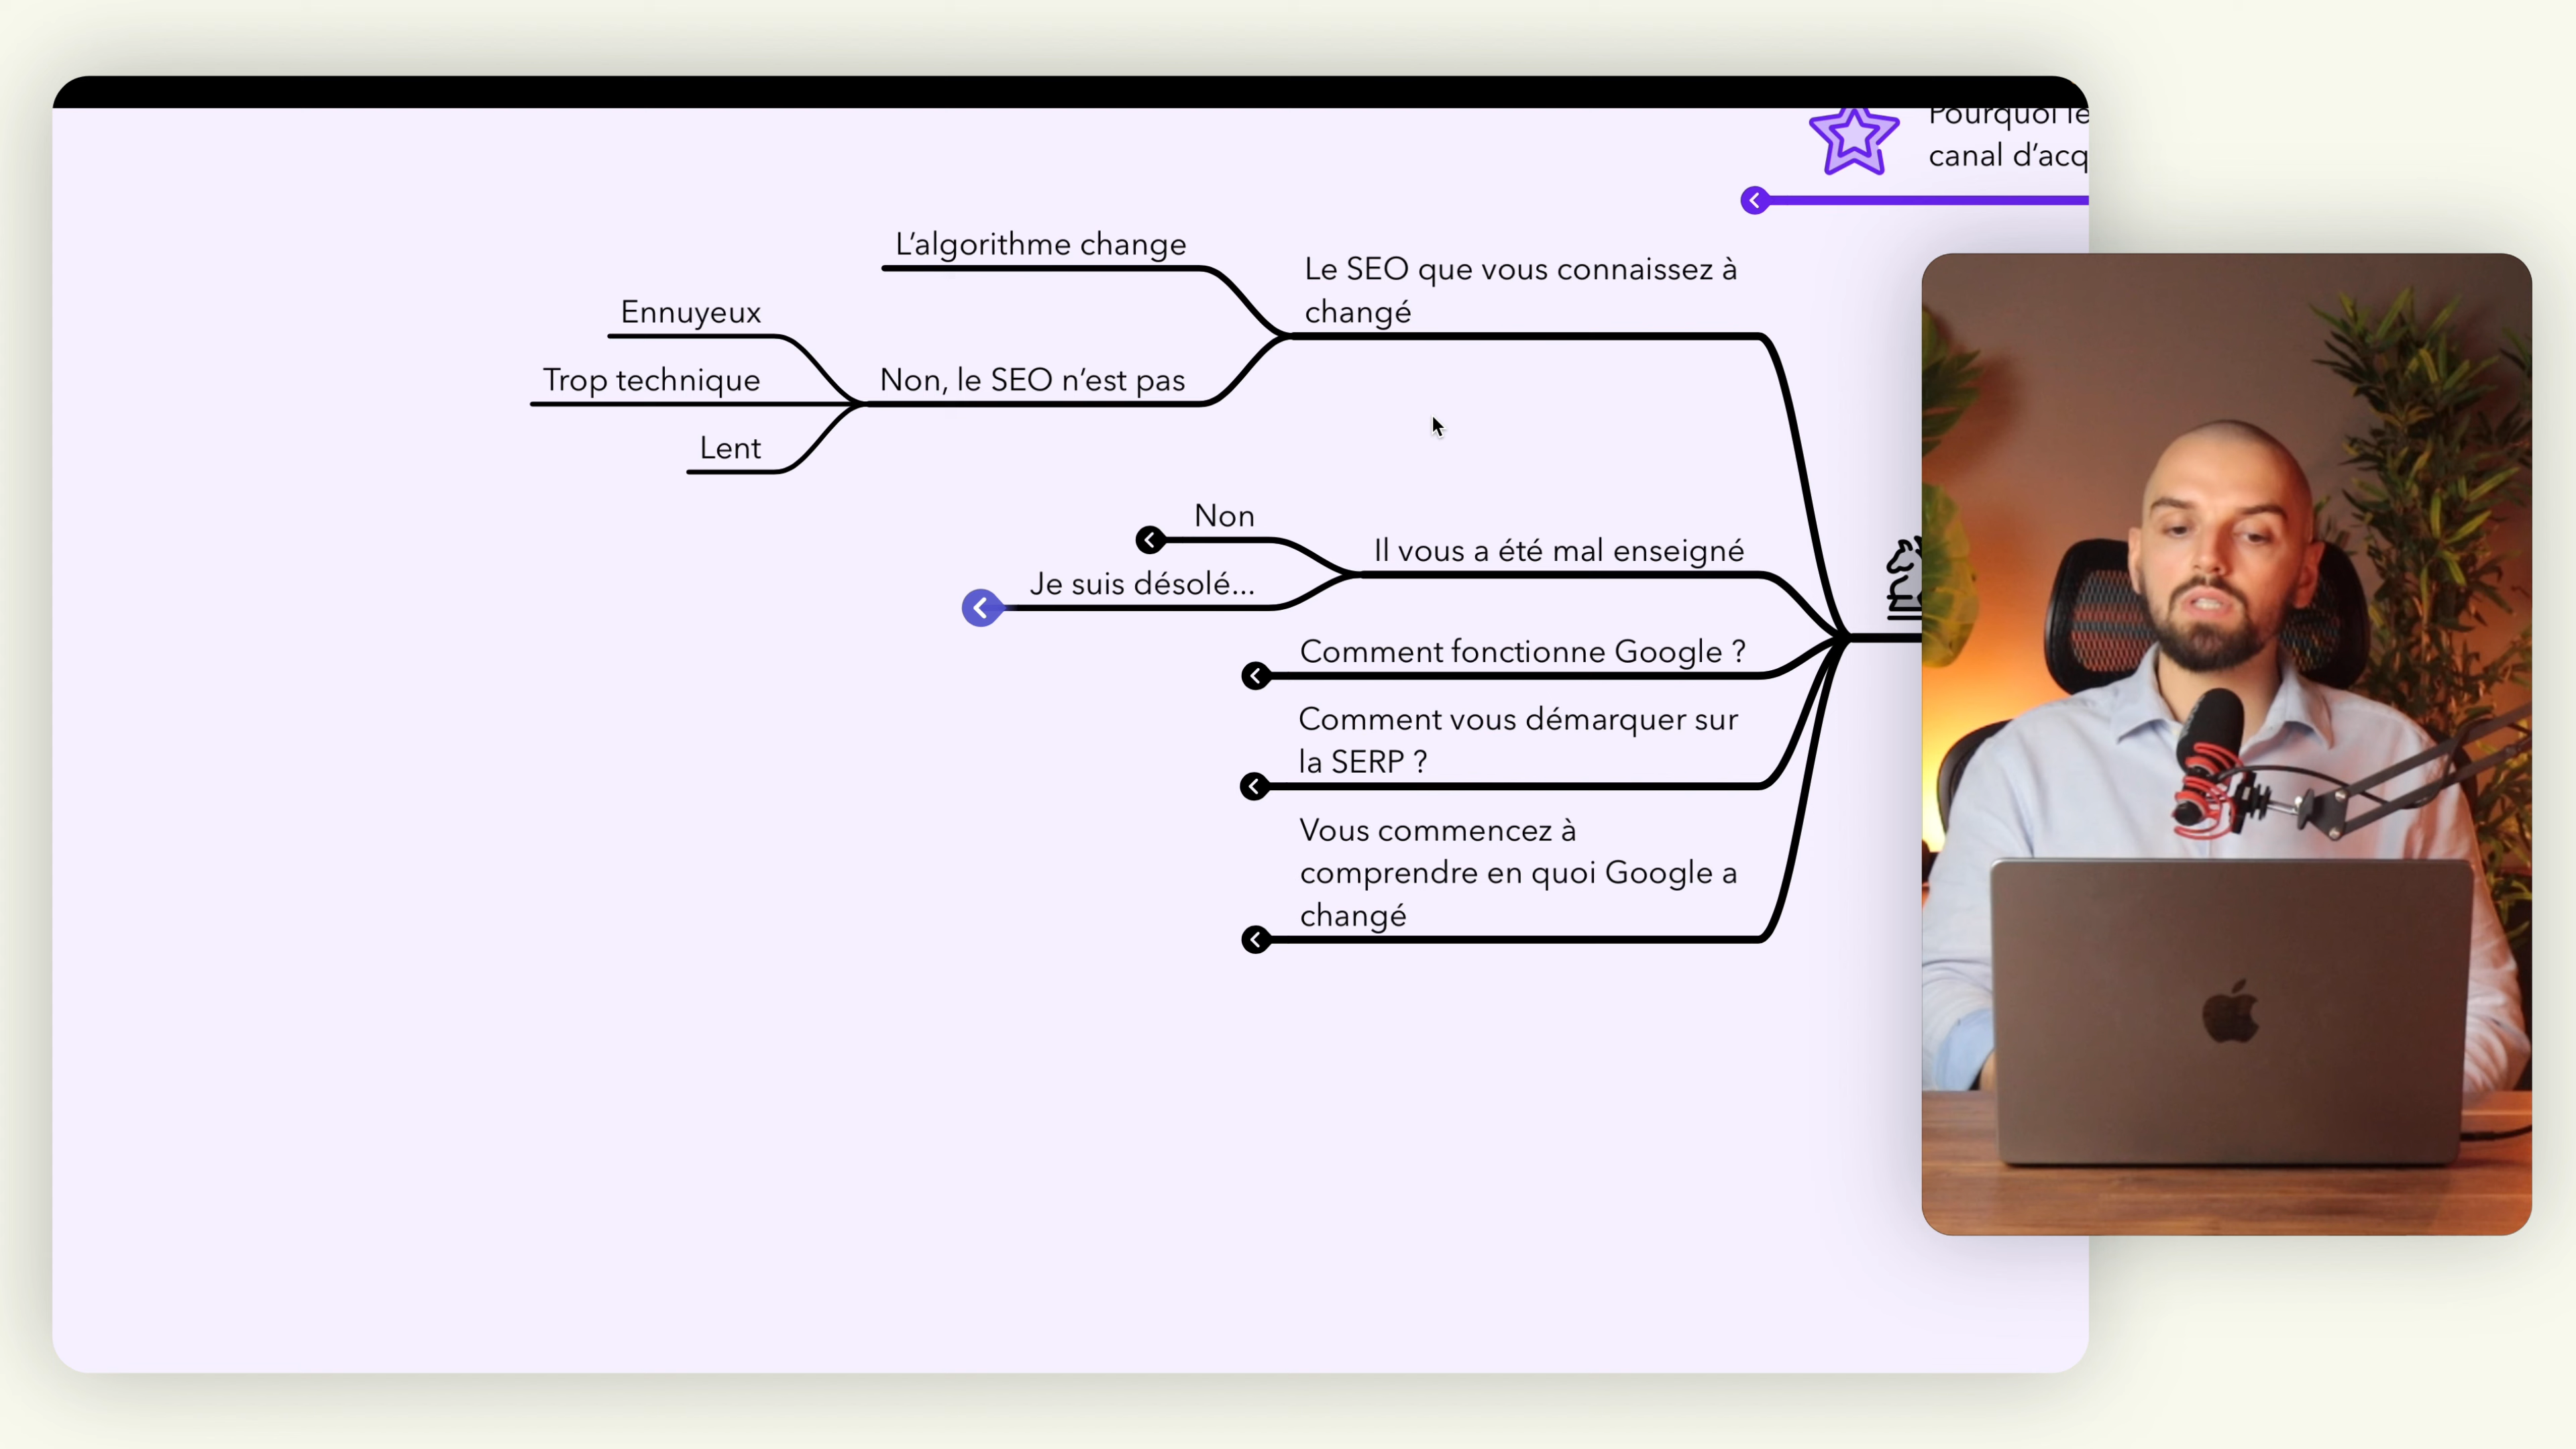 Pourquoi le
canal d’acq
L’algorithme change
Le SEO que vous connaissez à
changé
Ennuyeux
Trop technique
Non, le SEO n’est pas
Lent
Non
Il vous a été mal enseigné
Je suis désolé...
Comment fonctionne Google ?
Comment vous démarquer sur
la SERP ?
Vous commencez à
comprendre en quoi Google a
changé